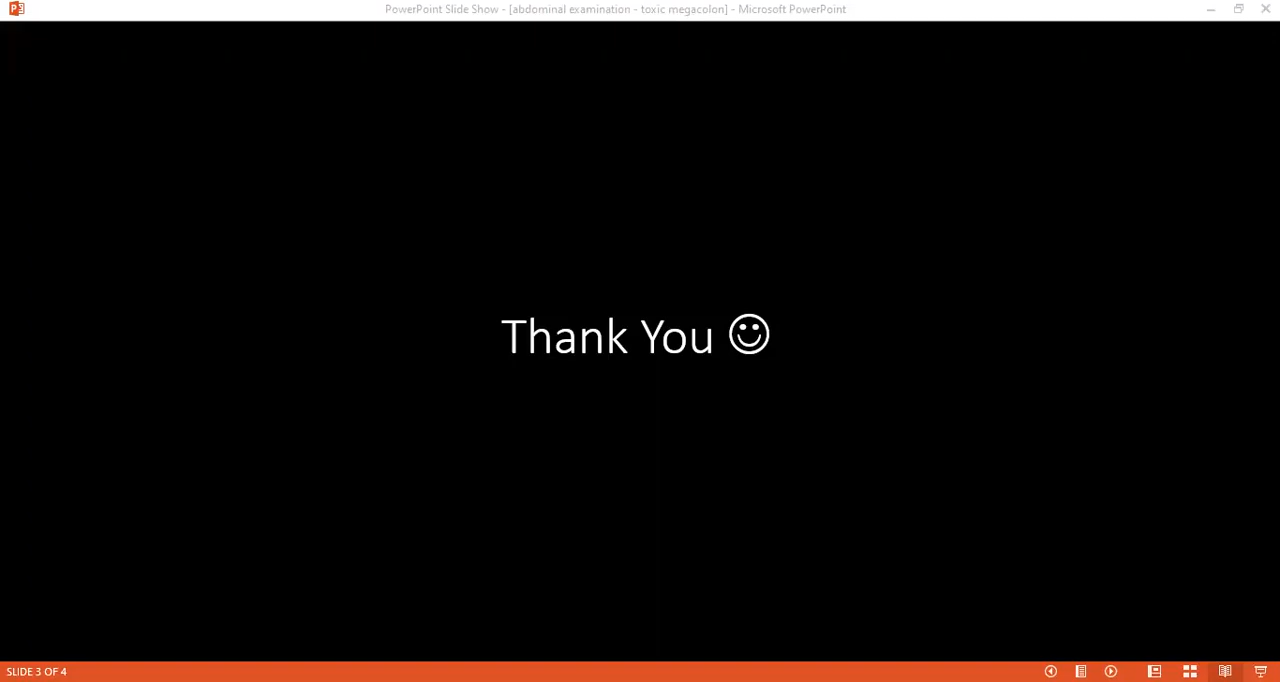 PowerPoint Slide Show - [abdominal examination - toxic megacolon] - Microsoft PowerPoint
Thank You ☺
SLIDE 3 OF 4